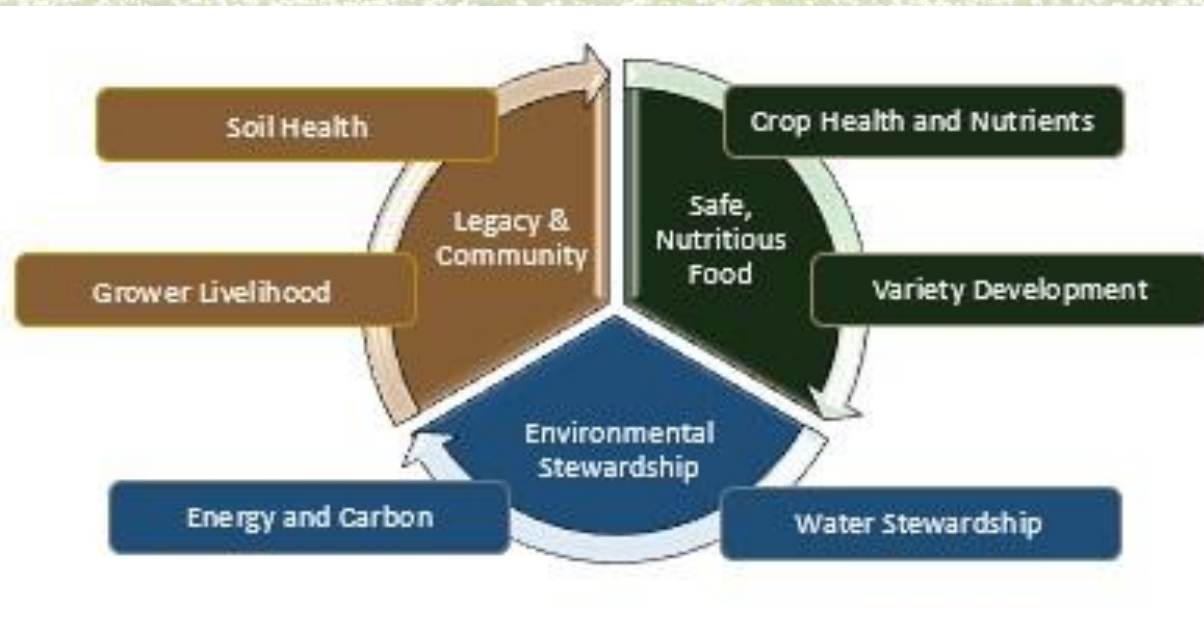 Soil Health
Crop Health and Nutrients
Legacy &
Community
Safe,
Nutritious
Food
Grower Livelihood
Variety Development
Environmental
Stewardship
Energy and Carbon
Water Stewardship